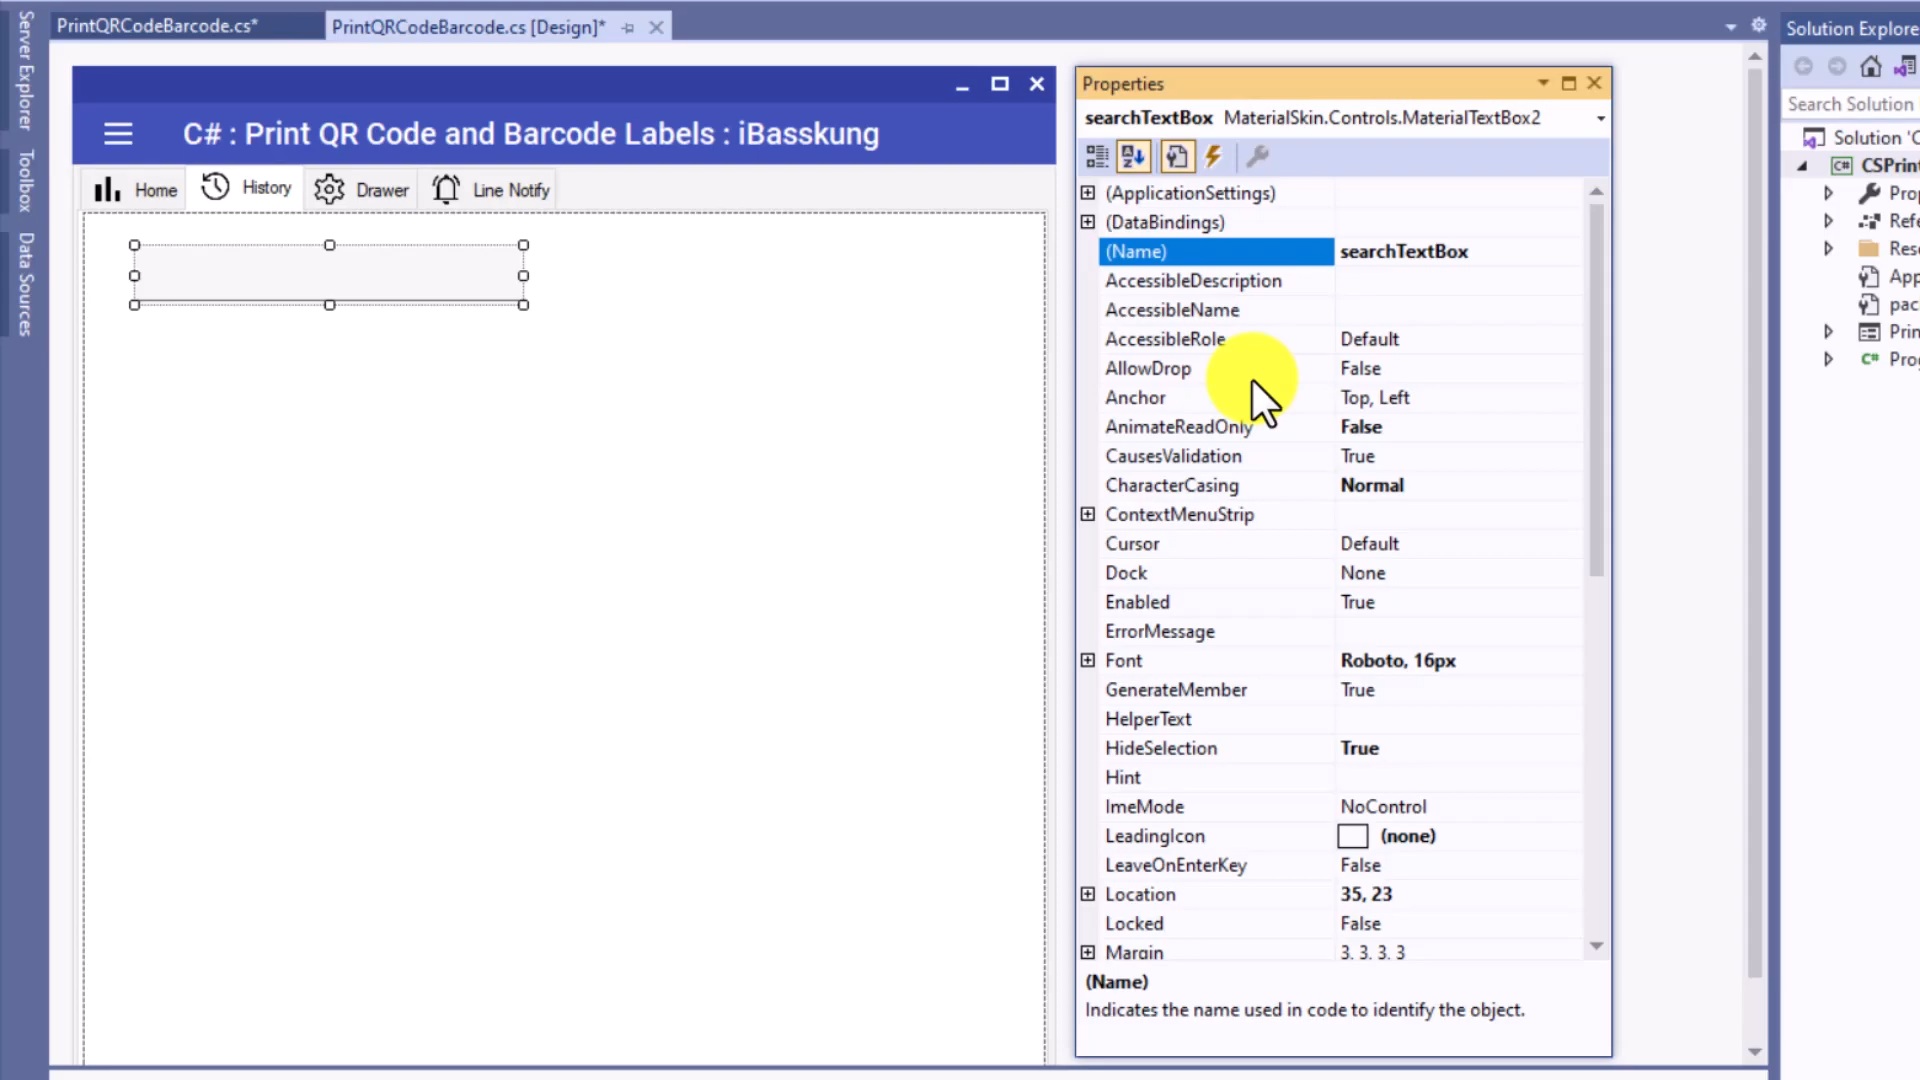 Server Explorer
Toolbox
Data Sources
PrintQRCodeBarcode.cs*
PrintQRCodeBarcode.cs [Design]*
C# : Print QR Code and Barcode Labels : iBasskung
Home
History
Drawer
Line Notify
Properties
searchTextBox MaterialSkin.Controls.MaterialTextBox2
(ApplicationSettings)
(DataBindings)
(Name) searchTextBox
AccessibleDescription
AccessibleName
AccessibleRole Default
AllowDrop False
Anchor Top, Left
AnimateReadOnly False
CausesValidation True
CharacterCasing Normal
ContextMenuStrip
Cursor Default
Dock None
Enabled True
ErrorMessage
Font Roboto, 16px
GenerateMember True
HelperText
HideSelection True
Hint
ImeMode NoControl
LeadingIcon (none)
LeaveOnEnterKey False
Location 35, 23
Locked False
Margin 3, 3, 3, 3
(Name)
Indicates the name used in code to identify the object.
Solution Explore
Search Solution
Solution 'C
C# CSPrint
Prop
Refe
Reso
App
pac
Prin
C# Prog